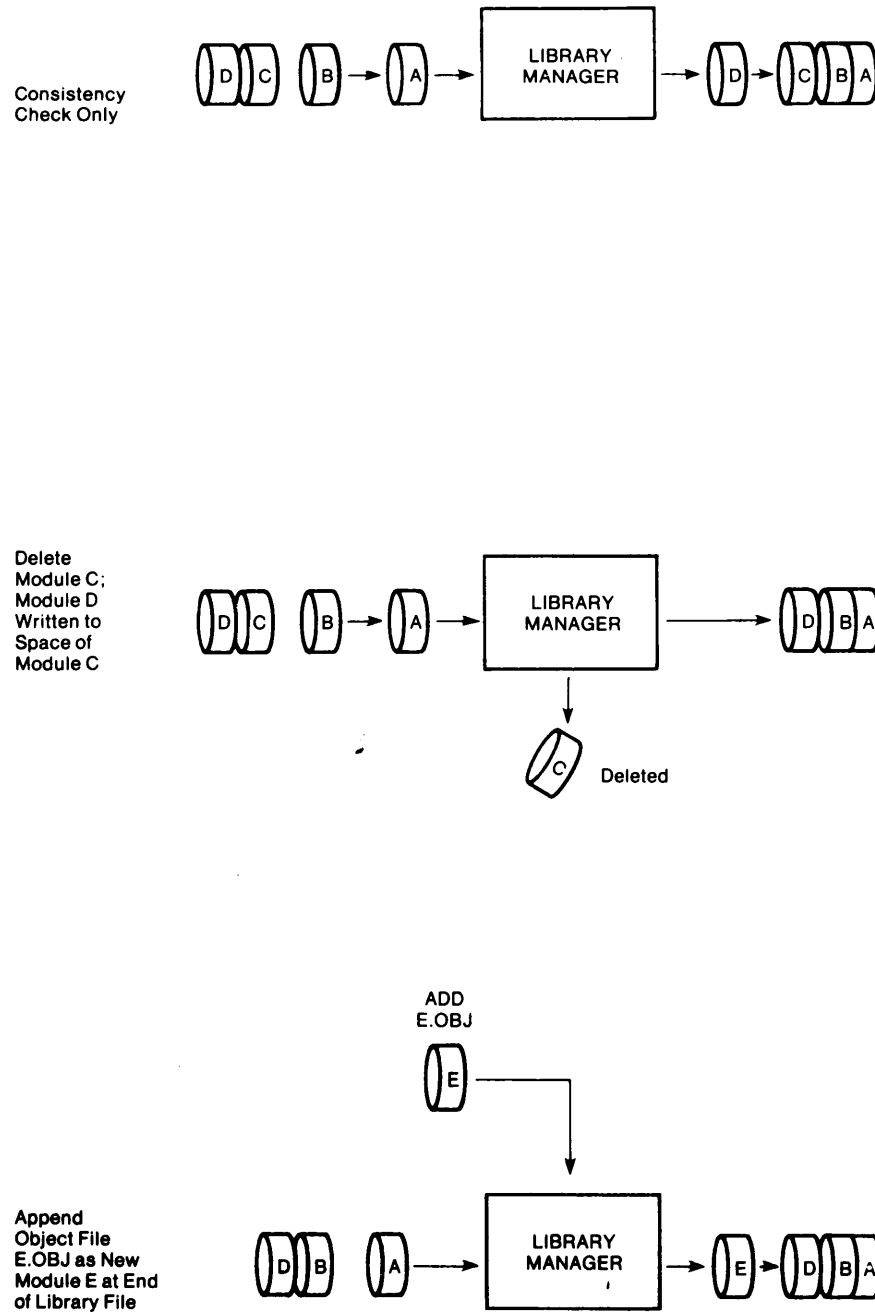 Consistency
Check Only
D C B A
LIBRARY
MANAGER
D C B A
Delete
Module C;
Module D
Written to
Space of
Module C
D C B A
LIBRARY
MANAGER
D B A
C
Deleted
ADD
E.OBJ
E
Append
Object File
E.OBJ as New
Module E at End
of Library File
D B A
LIBRARY
MANAGER
E D B A